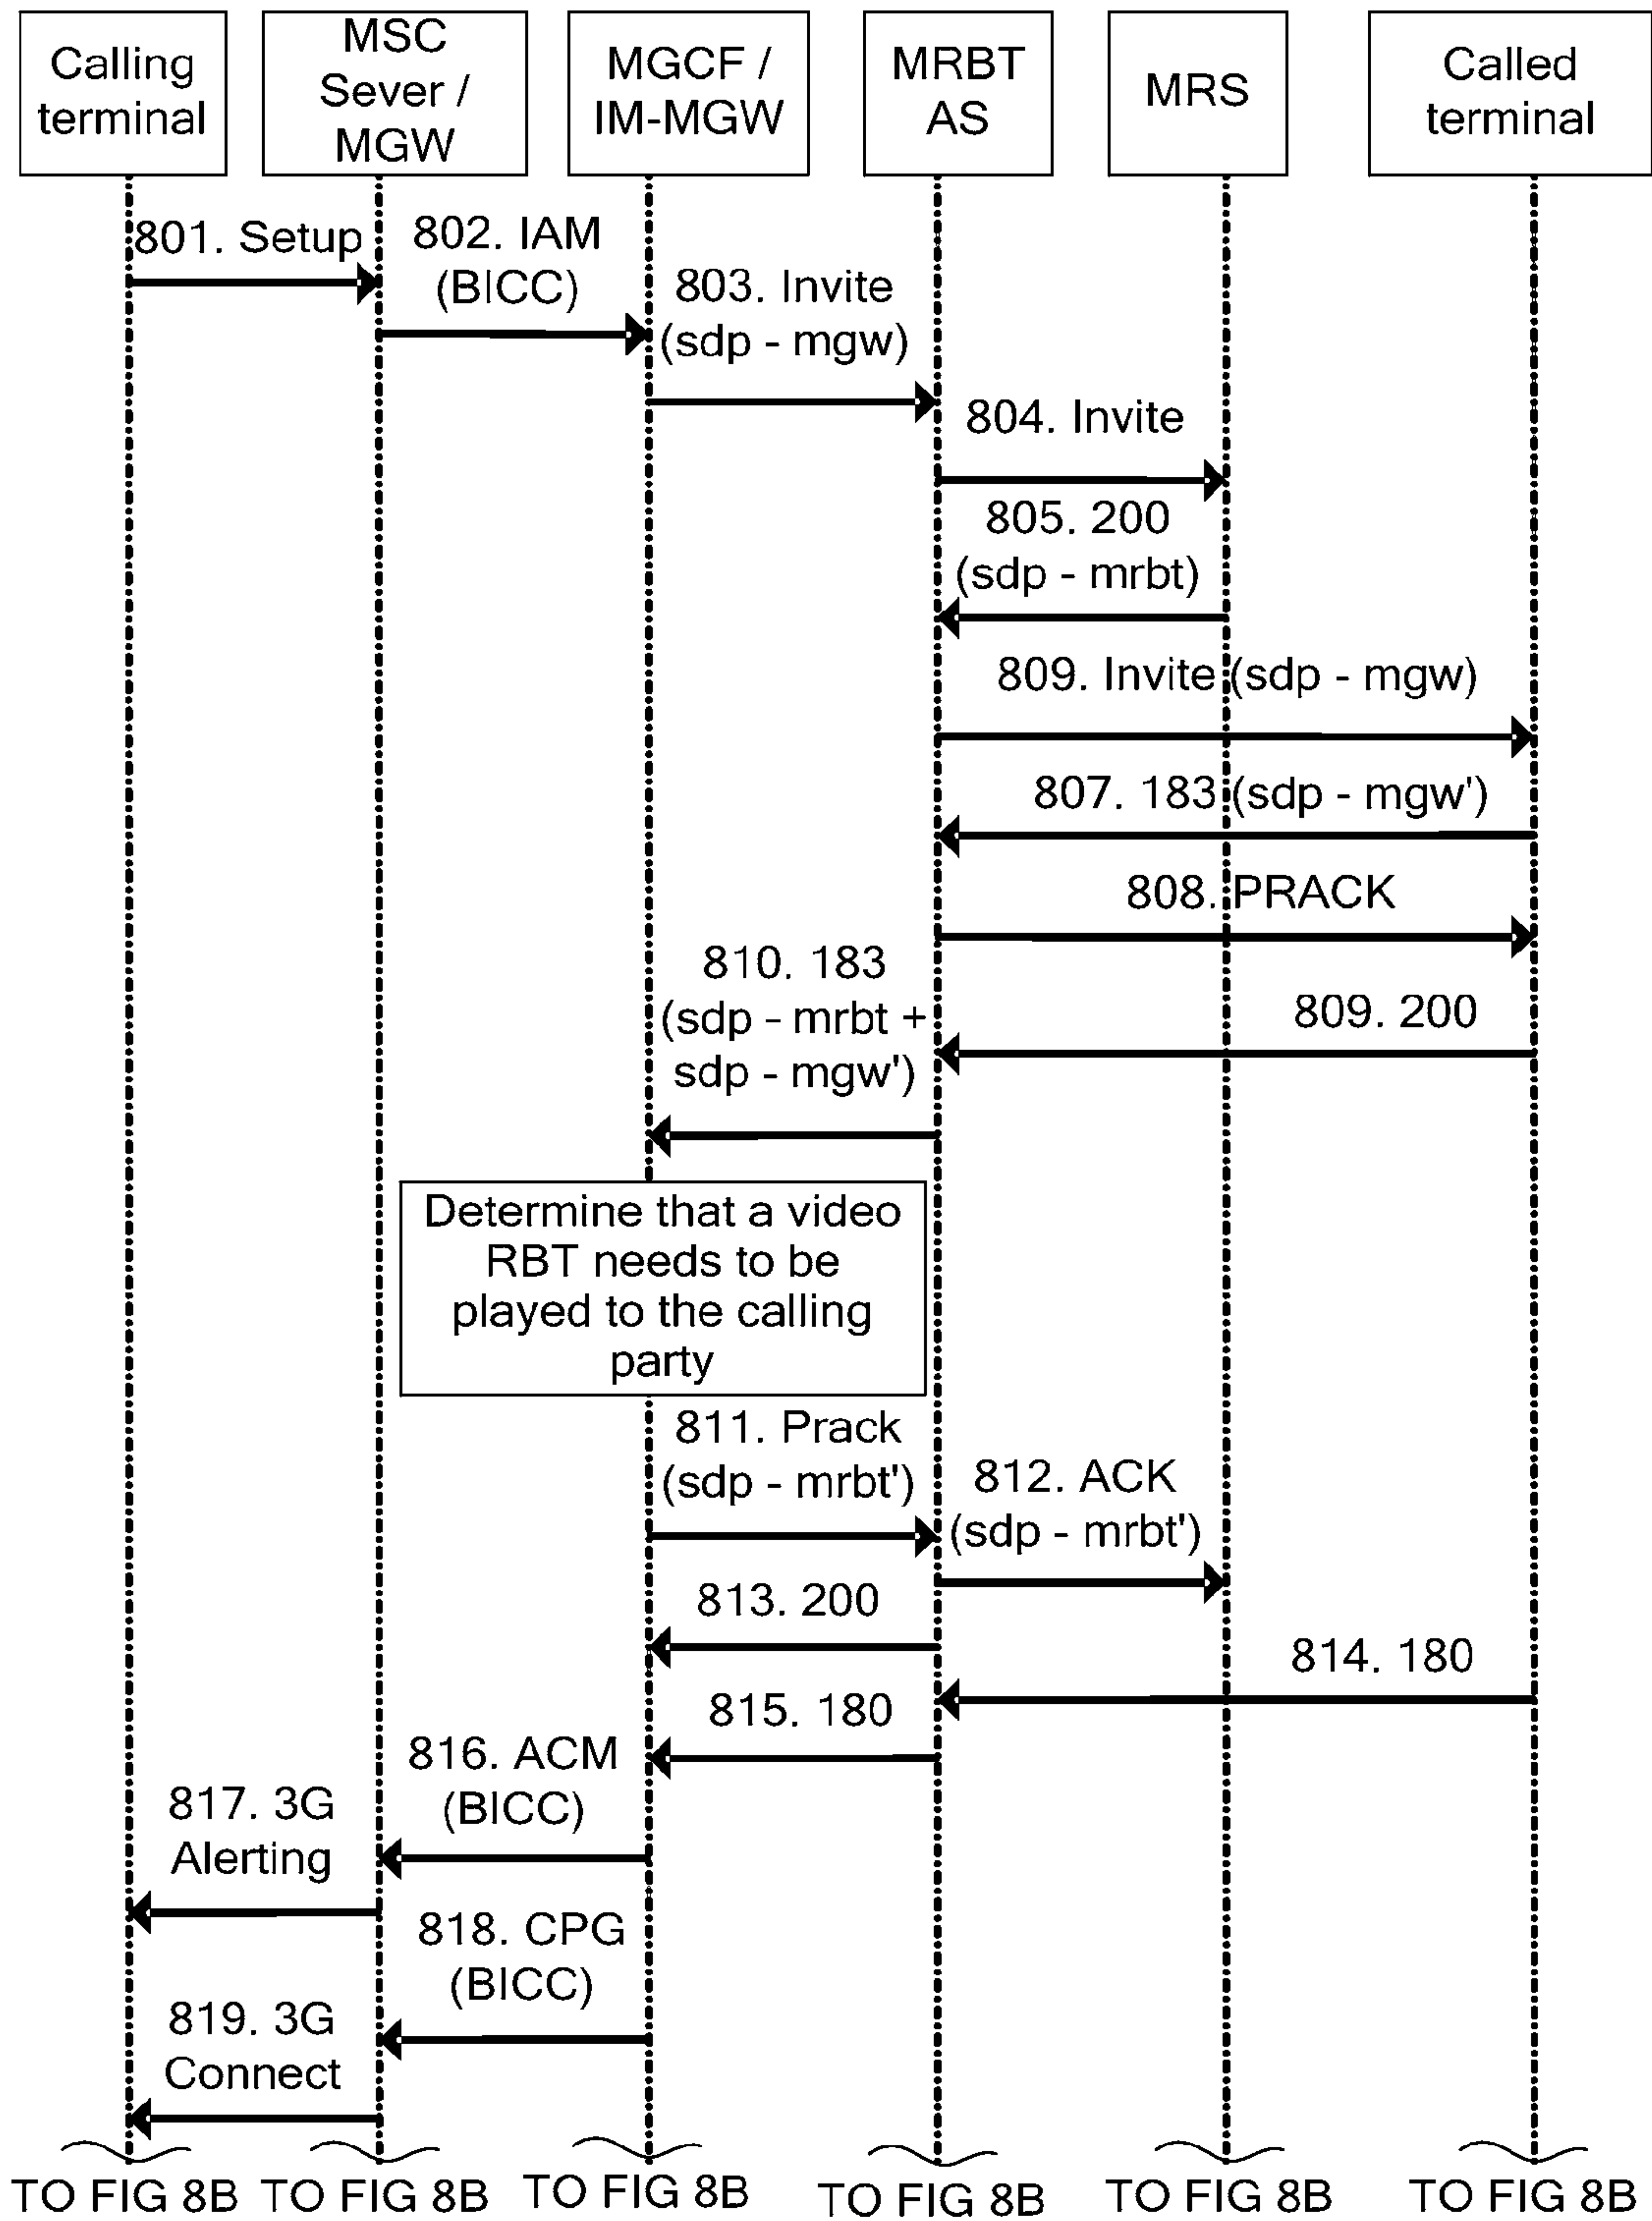 Calling
terminal
MSC
Sever /
MGW
MGCF /
IM-MGW
MRBT
AS
MRS
Called
terminal
801. Setup
802. IAM
(BICC)
803. Invite
(sdp - mgw)
804. Invite
805. 200
(sdp - mrbt)
809. Invite (sdp - mgw)
807. 183 (sdp - mgw')
808. PRACK
810. 183
(sdp - mrbt +
sdp - mgw')
809. 200
Determine that a video
RBT needs to be
played to the calling
party
811. Prack
(sdp - mrbt')
812. ACK
(sdp - mrbt')
813. 200
814. 180
815. 180
816. ACM
(BICC)
817. 3G
Alerting
818. CPG
(BICC)
819. 3G
Connect
TO FIG 8B
TO FIG 8B
TO FIG 8B
TO FIG 8B
TO FIG 8B
TO FIG 8B